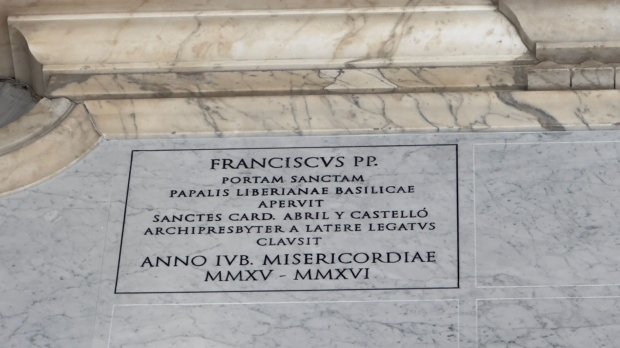 FRANCISCVS PP.
PORTAM SANCTAM
PAPALIS LIBERIANAE BASILICAE
APERVIT
SANCTES CARD. ABRIL Y CASTELLÓ
ARCHIPRESBYTER A LATERE LEGATVS
CLAVSIT
ANNO IVB. MISERICORDIAE
MMXV - MMXVI